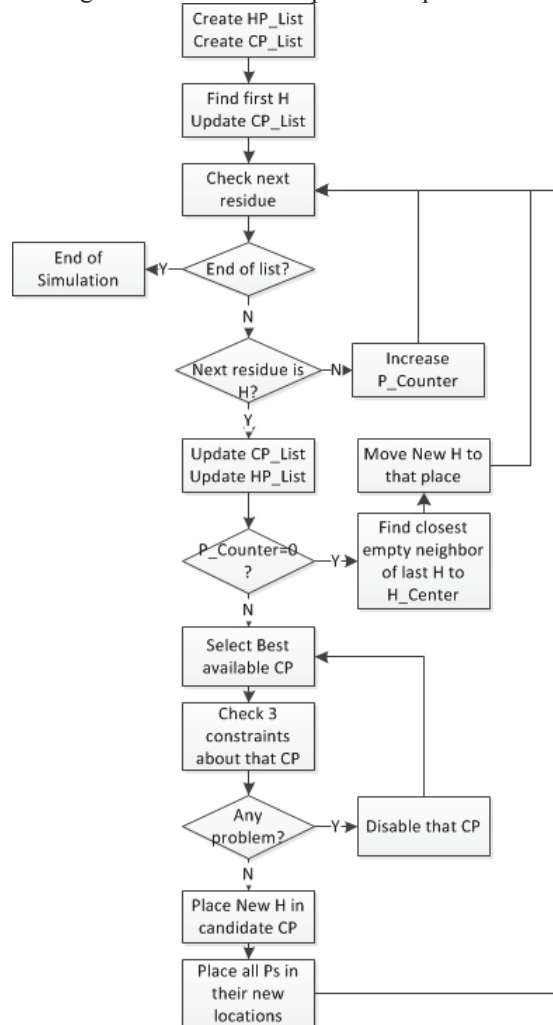 Create HP_List
Create CP_List
Find first H
Update CP_List
Check next
residue
End of
Simulation
Y
End of list?
N
Next residue is
H?
N
Increase
P_Counter
Y
Update CP_List
Update HP_List
Move New H to
that place
P_Counter=0
?
Y
Find closest
empty neighbor
of last H to
H_Center
N
Select Best
available CP
Check 3
constraints
about that CP
Any
problem?
Y
Disable that CP
N
Place New H in
candidate CP
Place all Ps in
their new
locations